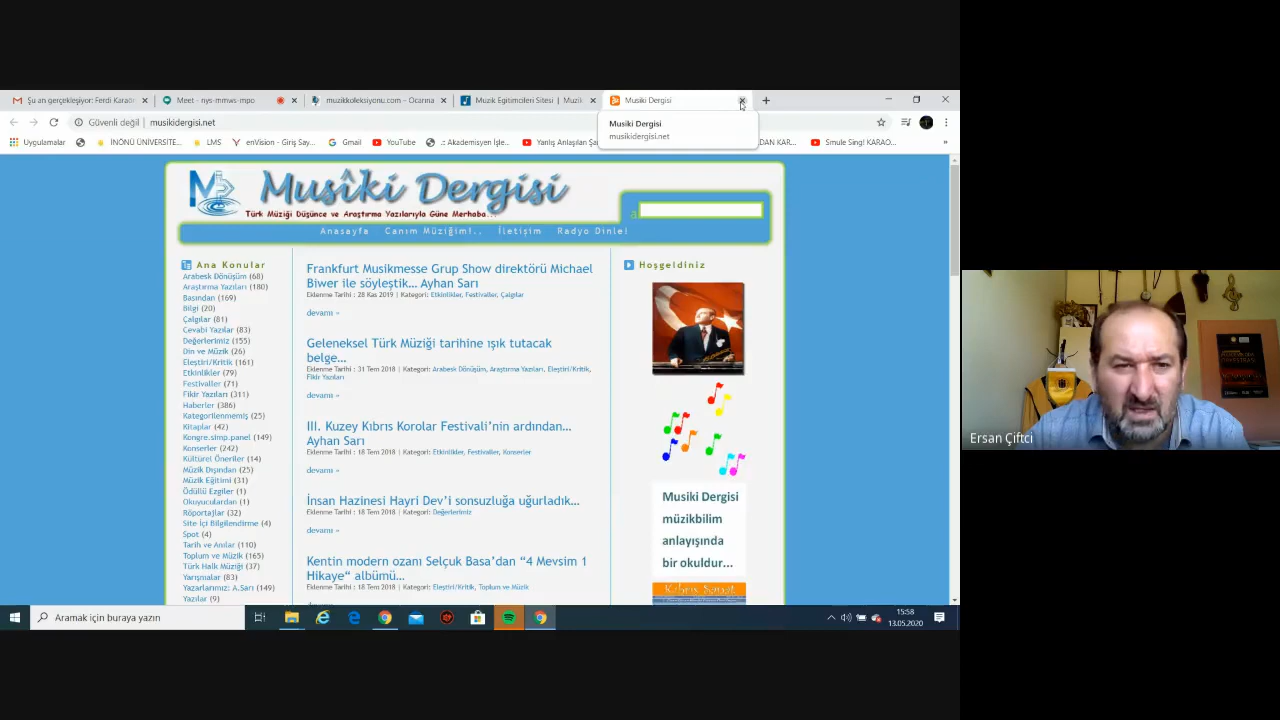 Şu an gerçekleşiyor: Ferdi Karaö
Meet - nys-mmws-mpo
muzikkoleksiyonu.com – Ocarina
Müzik Eğitimcileri Sitesi | Müzik
Musiki Dergisi
Güvenli değil | musikidergisi.net
Musiki Dergisi
musikidergisi.net
Uygulamalar
İNÖNÜ ÜNİVERSİTE...
LMS
enVision - Giriş Say...
Gmail
YouTube
.: Akademisyen İşle...
Yanlış Anlaşılan Şa
DAN KAR...
Smule Sing! KARAO...
»
Musîki Dergisi
Türk Müziği Düşünce ve Araştırma Yazılarıyla Güne Merhaba...
Anasayfa
Canım Müziğim!..
İletişim
Radyo Dinle!
Ana Konular
Arabesk Dönüşüm (68)
Araştırma Yazıları (180)
Basından (169)
Bilgi (20)
Çalgılar (81)
Cevabi Yazılar (83)
Değerlerimiz (155)
Din ve Müzik (26)
Eleştiri/Kritik (161)
Etkinlikler (79)
Festivaller (71)
Fikir Yazıları (311)
Haberler (386)
Kategorilenmemiş (25)
Kitaplar (42)
Kongre.simp.panel (149)
Konserler (242)
Kültürel Öneriler (14)
Müzik Dışından (25)
Müzik Eğitimi (31)
Ödüllü Ezgiler (1)
Okuyuculardan (1)
Röportajlar (32)
Site İçi Bilgilendirme (4)
Spot (4)
Tarih ve Anılar (110)
Toplum ve Müzik (165)
Türk Halk Müziği (37)
Yarışmalar (83)
Yazarlarımız: A.Sarı (149)
Yazılar (9)
Frankfurt Musikmesse Grup Show direktörü Michael
Biwer ile söyleştik... Ayhan Sarı
Eklenme Tarihi : 28 Kas 2019 | Kategori: Etkinlikler, Festivaller, Çalgılar
devamı »
Geleneksel Türk Müziği tarihine ışık tutacak
belge...
Eklenme Tarihi : 31 Tem 2018 | Kategori: Arabesk Dönüşüm, Araştırma Yazıları, Eleştiri/Kritik,
Fikir Yazıları
devamı »
III. Kuzey Kıbrıs Korolar Festivali'nin ardından...
Ayhan Sarı
Eklenme Tarihi : 18 Tem 2018 | Kategori: Etkinlikler, Festivaller, Konserler
devamı »
İnsan Hazinesi Hayri Dev'i sonsuzluğa uğurladık...
Eklenme Tarihi : 18 Tem 2018 | Kategori: Değerlerimiz
devamı »
Kentin modern ozanı Selçuk Basa'dan “4 Mevsim 1
Hikaye“ albümü...
Eklenme Tarihi : 18 Tem 2018 | Kategori: Eleştiri/Kritik, Toplum ve Müzik
Hoşgeldiniz
Musiki Dergisi
müzikbilim
anlayışında
bir okuldur...
Kıbrıs Sanat
Ersan Çiftci
Aramak için buraya yazın
15:58
13.05.2020